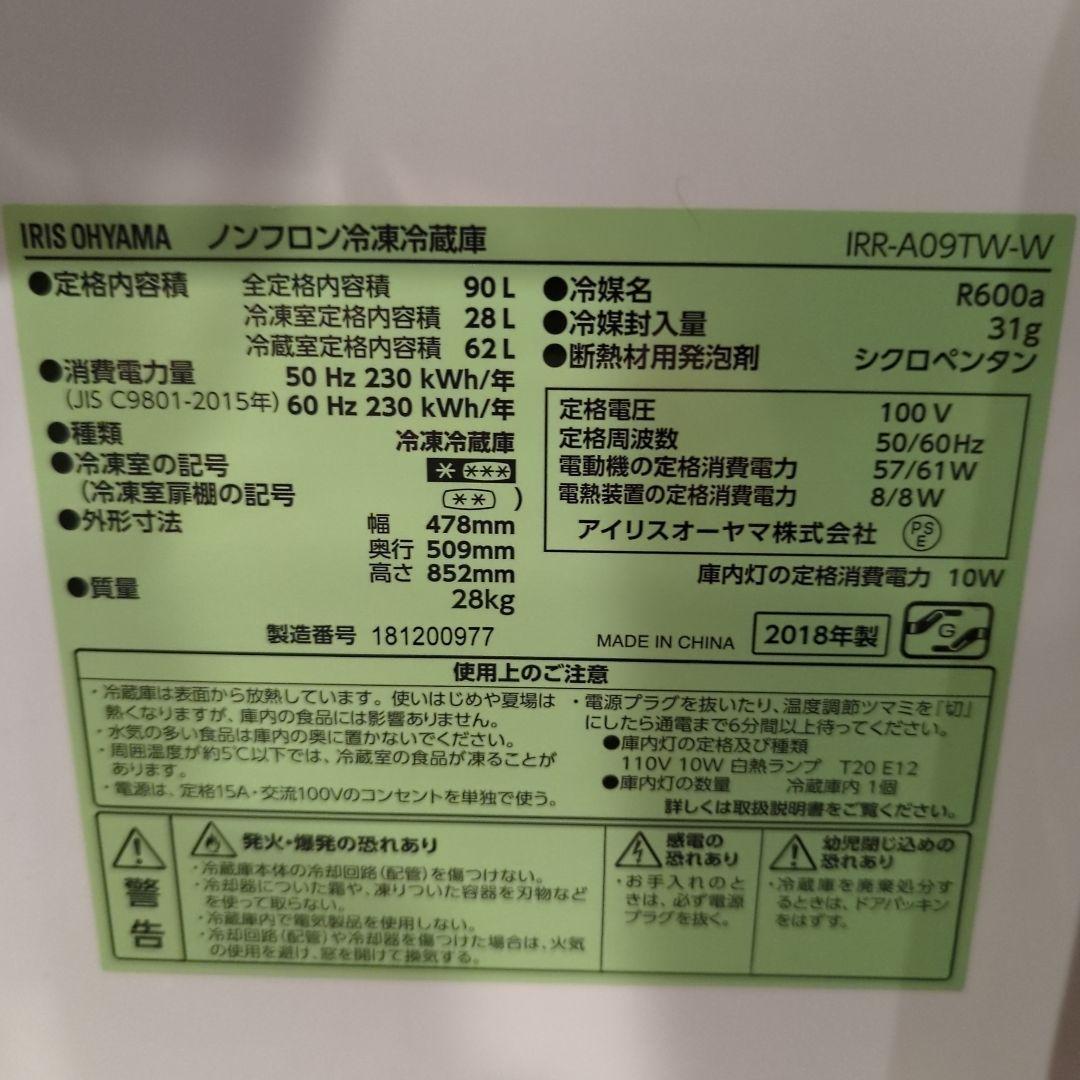 IRIS OHYAMA ノンフロン冷凍冷蔵庫 IRR-A09TW-W
●定格内容積 全定格内容積 90 L
冷凍室定格内容積 28 L
冷蔵室定格内容積 62 L
●消費電力量 50 Hz 230 kWh/年
(JIS C9801-2015年) 60 Hz 230 kWh/年
●種類 冷凍冷蔵庫
●冷凍室の記号 * ***
(冷凍室扉棚の記号 ** )
●外形寸法 幅 478mm
奥行 509mm
高さ 852mm
●質量 28kg
●冷媒名 R600a
●冷媒封入量 31g
●断熱材用発泡剤 シクロペンタン
定格電圧 100 V
定格周波数 50/60Hz
電動機の定格消費電力 57/61W
電熱装置の定格消費電力 8/8W
アイリスオーヤマ株式会社 PSE
庫内灯の定格消費電力 10W
製造番号 181200977 MADE IN CHINA 2018年製 G
使用上のご注意
・冷蔵庫は表面から放熱しています。使いはじめや夏場は
熱くなりますが、庫内の食品には影響ありません。
・水気の多い食品は庫内の奥に置かないでください。
・周囲温度が約5℃以下では、冷蔵室の食品が凍ることが
あります。
・電源は、定格15A・交流100Vのコンセントを単独で使う。
・電源プラグを抜いたり、温度調節ツマミを「切」
にしたら通電まで6分間以上待ってください。
●庫内灯の定格及び種類
110V 10W 白熱ランプ T20 E12
●庫内灯の数量 冷蔵庫内 1個
詳しくは取扱説明書をご覧ください。
警告
発火・爆発の恐れあり
・冷蔵庫本体の冷却回路(配管)を傷つけない。
・冷却器についた霜や、凍りついた容器を刃物など
を使って取らない。
・冷蔵庫内で電気製品を使用しない。
・冷却回路(配管)や冷却器を傷つけた場合は、火気
の使用を避け、窓を開けて換気する。
感電の
恐れあり
・お手入れのと
きは、必ず電源
プラグを抜く。
幼児閉じ込めの
恐れあり
・冷蔵庫を廃棄処分す
るときは、ドアパッキン
をはずす。